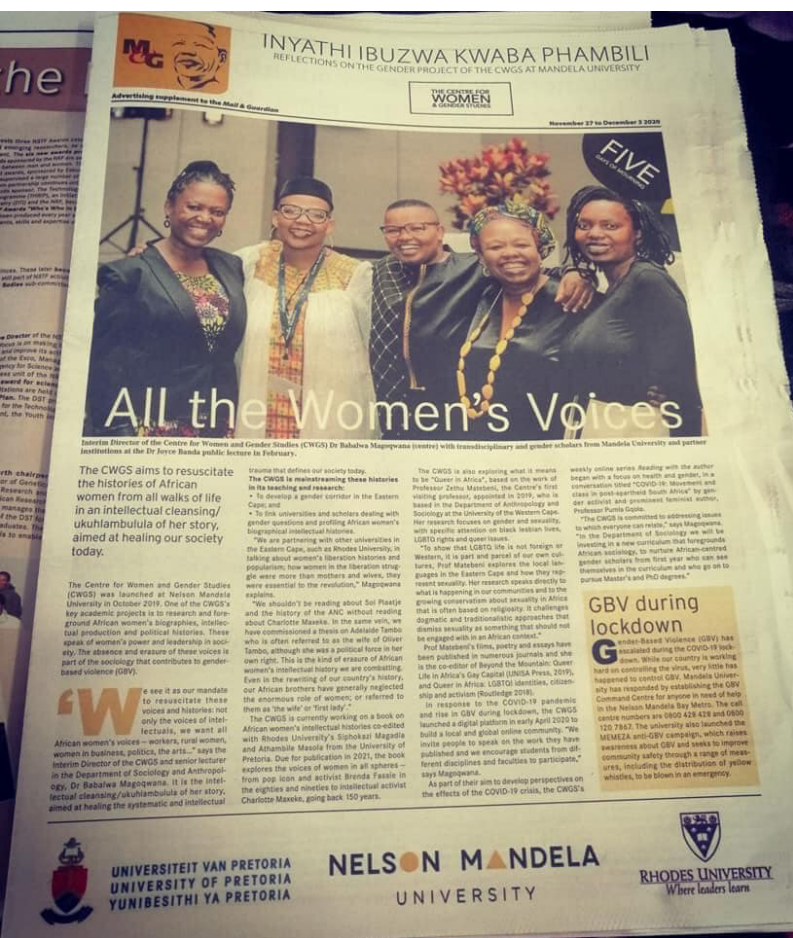 the
M&G
INYATHI IBUZWA KWABA PHAMBILI
REFLECTIONS ON THE GENDER PROJECT OF THE CWGS AT MANDELA UNIVERSITY
Advertising supplement to the Mail & Guardian
THE CENTRE FOR
WOMEN
& GENDER STUDIES
November 27 to December 3 2020
FIVE
DAYS OF MOURNING
All the Women's Voices
Interim Director of the Centre for Women and Gender Studies (CWGS) Dr Babalwa Magoqwana (centre) with transdisciplinary and gender scholars from Mandela University and partner
institutions at the Dr Joyce Banda public lecture in February.
The CWGS aims to resuscitate
the histories of African
women from all walks of life
in an intellectual cleansing/
ukuhlambulula of her story,
aimed at healing our society
today.
The Centre for Women and Gender Studies
(CWGS) was launched at Nelson Mandela
University in October 2019. One of the CWGS's
key academic projects is to research and fore-
ground African women's biographies, intellec-
tual production and political histories. These
speak of women's power and leadership in soci-
ety. The absence and erasure of these voices is
part of the sociology that contributes to gender-
based violence (GBV).
'We see it as our mandate
to resuscitate these
voices and histories: not
only the voices of intel-
lectuals, we want all
African women's voices – workers, rural women,
women in business, politics, the arts..." says the
Interim Director of the CWGS and senior lecturer
in the Department of Sociology and Anthropol-
ogy, Dr Babalwa Magoqwana. It is the intel-
lectual cleansing/ukuhlambulula of her story,
aimed at healing the systematic and intellectual
trauma that defines our society today.
The CWGS is mainstreaming these histories
in its teaching and research:
• To develop a gender corridor in the Eastern
Cape; and
• To link universities and scholars dealing with
gender questions and profiling African women's
biographical intellectual histories.
"We are partnering with other universities in
the Eastern Cape, such as Rhodes University, in
talking about women's liberation histories and
populism; how women in the liberation strug-
gle were more than mothers and wives, they
were essential to the revolution," Magoqwana
explains.
"We shouldn't be reading about Sol Plaatje
and the history of the ANC without reading
about Charlotte Maxeke. In the same vein, we
have commissioned a thesis on Adelaide Tambo
who is often referred to as the wife of Oliver
Tambo, although she was a political force in her
own right. This is the kind of erasure of African
women's intellectual history we are combatting.
Even in the rewriting of our country's history,
our African brothers have generally neglected
the enormous role of women; or referred to
them as 'the wife' or 'first lady'."
The CWGS is currently working on a book on
African women's intellectual histories co-edited
with Rhodes University's Siphokazi Magadla
and Athambile Masola from the University of
Pretoria. Due for publication in 2021, the book
explores the voices of women in all spheres –
from pop icon and activist Brenda Fassie in
the eighties and nineties to intellectual activist
Charlotte Maxeke, going back 150 years.
The CWGS is also exploring what it means
to be "Queer in Africa", based on the work of
Professor Zethu Matebeni, the Centre's first
visiting professor, appointed in 2019, who is
based in the Department of Anthropology and
Sociology at the University of the Western Cape.
Her research focuses on gender and sexuality,
with specific attention on black lesbian lives,
LGBTQ rights and queer issues.
"To show that LGBTQ life is not foreign or
Western, it is part and parcel of our own cul-
tures, Prof Matebeni explores the local lan-
guages in the Eastern Cape and how they rep-
resent sexuality. Her research speaks directly to
what is happening in our communities and to the
growing conversation about sexuality in Africa
that is often based on religiosity. It challenges
dogmatic and traditionalistic approaches that
dismiss sexuality as something that should not
be engaged with in an African context."
Prof Matebeni's films, poetry and essays have
been published in numerous journals and she
is the co-editor of Beyond the Mountain: Queer
Life in Africa's Gay Capital (UNISA Press, 2019),
and Queer in Africa: LGBTQI identities, citizen-
ship and activism (Routledge 2018).
In response to the COVID-19 pandemic
and rise in GBV during lockdown, the CWGS
launched a digital platform in early April 2020 to
build a local and global online community. "We
invite people to speak on the work they have
published and we encourage students from dif-
ferent disciplines and faculties to participate,"
says Magoqwana.
As part of their aim to develop perspectives on
the effects of the COVID-19 crisis, the CWGS's
weekly online series Reading with the author
began with a focus on health and gender, in a
conversation titled "COVID-19: Movement and
class in post-apartheid South Africa" by gen-
der activist and prominent feminist author,
Professor Pumla Gqola.
"The CWGS is committed to addressing issues
to which everyone can relate," says Magoqwana.
"In the Department of Sociology we will be
investing in a new curriculum that foregrounds
African sociology, to nurture African-centred
gender scholars from first year who can see
themselves in the curriculum and who go on to
pursue Master's and PhD degrees."
GBV during
lockdown
Gender-Based Violence (GBV) has
escalated during the COVID-19 lock-
down. While our country is working
hard on controlling the virus, very little has
happened to control GBV. Mandela Univer-
sity has responded by establishing the GBV
Command Centre for anyone in need of help
in the Nelson Mandela Bay Metro. The call
centre numbers are 0800 428 428 and 0800
120 7862. The university also launched the
MEMEZA anti-GBV campaign, which raises
awareness about GBV and seeks to improve
community safety through a range of meas-
ures, including the distribution of yellow
whistles, to be blown in an emergency.
UNIVERSITEIT VAN PRETORIA
UNIVERSITY OF PRETORIA
YUNIBESITHI YA PRETORIA
NELSON MANDELA
UNIVERSITY
RHODES UNIVERSITY
Where leaders learn